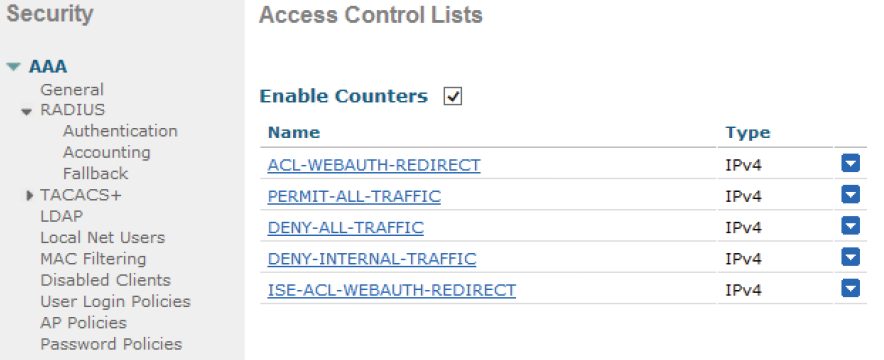 Security
AAA
General
RADIUS
Authentication
Accounting
Fallback
TACACS+
LDAP
Local Net Users
MAC Filtering
Disabled Clients
User Login Policies
AP Policies
Password Policies
Access Control Lists
Enable Counters
Name Type
ACL-WEBAUTH-REDIRECT IPv4
PERMIT-ALL-TRAFFIC IPv4
DENY-ALL-TRAFFIC IPv4
DENY-INTERNAL-TRAFFIC IPv4
ISE-ACL-WEBAUTH-REDIRECT IPv4